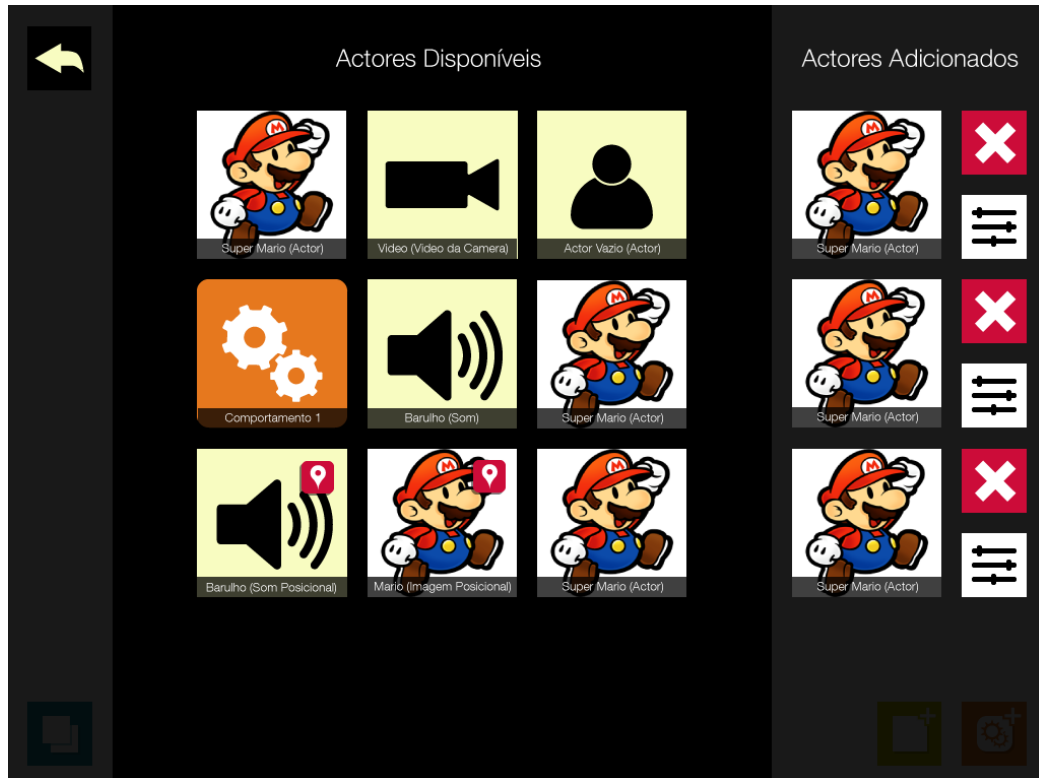 Actores Disponíveis
Actores Adicionados
Super Mario (Actor)
Video (Video da Camera)
Actor Vazio (Actor)
Super Mario (Actor)
Comportamento 1
Barulho (Som)
Super Mario (Actor)
Super Mario (Actor)
Barulho (Som Posicional)
Mario (Imagem Posicional)
Super Mario (Actor)
Super Mario (Actor)